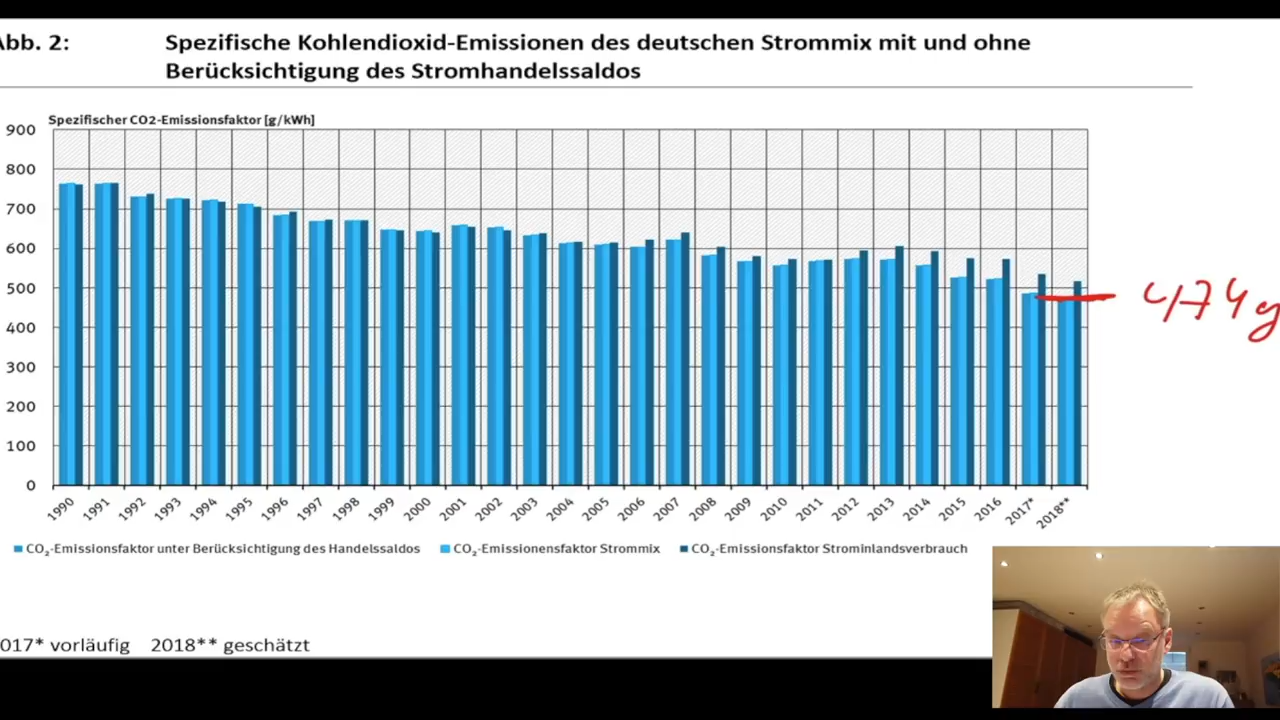 Abb. 2:
Spezifische Kohlendioxid-Emissionen des deutschen Strommix mit und ohne
Berücksichtigung des Stromhandelssaldos
Spezifischer CO2-Emissionsfaktor [g/kWh]
900
800
700
600
500
400
300
200
100
0
474g
1990 1991 1992 1993 1994 1995 1996 1997 1998 1999 2000 2001 2002 2003 2004 2005 2006 2007 2008 2009 2010 2011 2012 2013 2014 2015 2016 2017* 2018**
CO₂-Emissionsfaktor unter Berücksichtigung des Handelssaldos CO₂-Emissionensfaktor Strommix CO₂-Emissionsfaktor Strominlandsverbrauch
017* vorläufig 2018** geschätzt